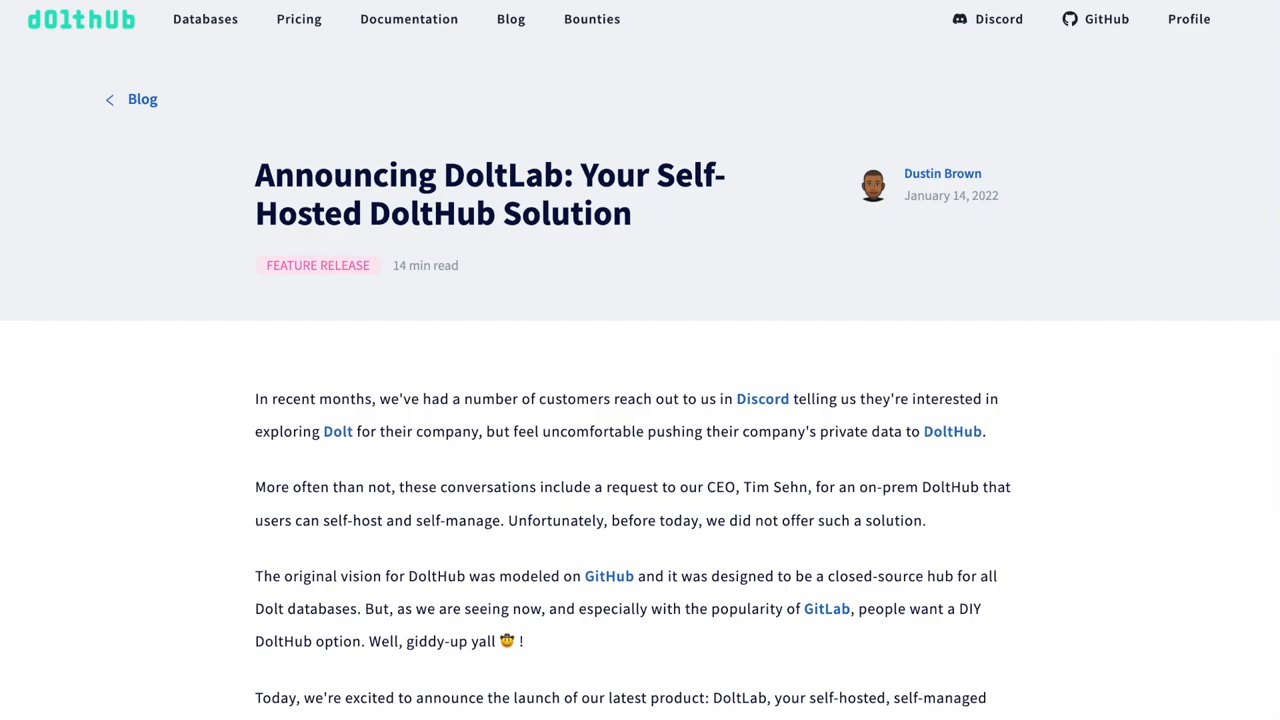 dolthub
Databases
Pricing
Documentation
Blog
Bounties
Discord
GitHub
Profile
Blog
Announcing DoltLab: Your Self-
Hosted DoltHub Solution
Dustin Brown
January 14, 2022
FEATURE RELEASE
14 min read
In recent months, we've had a number of customers reach out to us in Discord telling us they're interested in
exploring Dolt for their company, but feel uncomfortable pushing their company's private data to DoltHub.
More often than not, these conversations include a request to our CEO, Tim Sehn, for an on-prem DoltHub that
users can self-host and self-manage. Unfortunately, before today, we did not offer such a solution.
The original vision for DoltHub was modeled on GitHub and it was designed to be a closed-source hub for all
Dolt databases. But, as we are seeing now, and especially with the popularity of GitLab, people want a DIY
DoltHub option. Well, giddy-up yall 🤠 !
Today, we're excited to announce the launch of our latest product: DoltLab, your self-hosted, self-managed